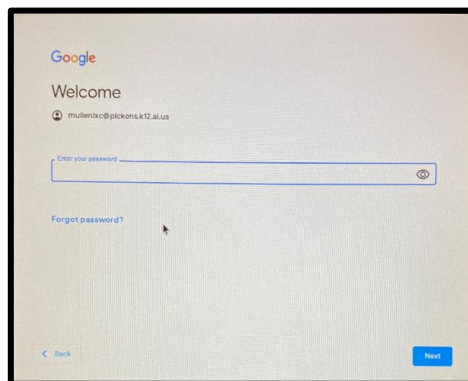 Google
Welcome
mullenlxc@pickens.k12.al.us
Enter your password
Forgot password?
Back
Next